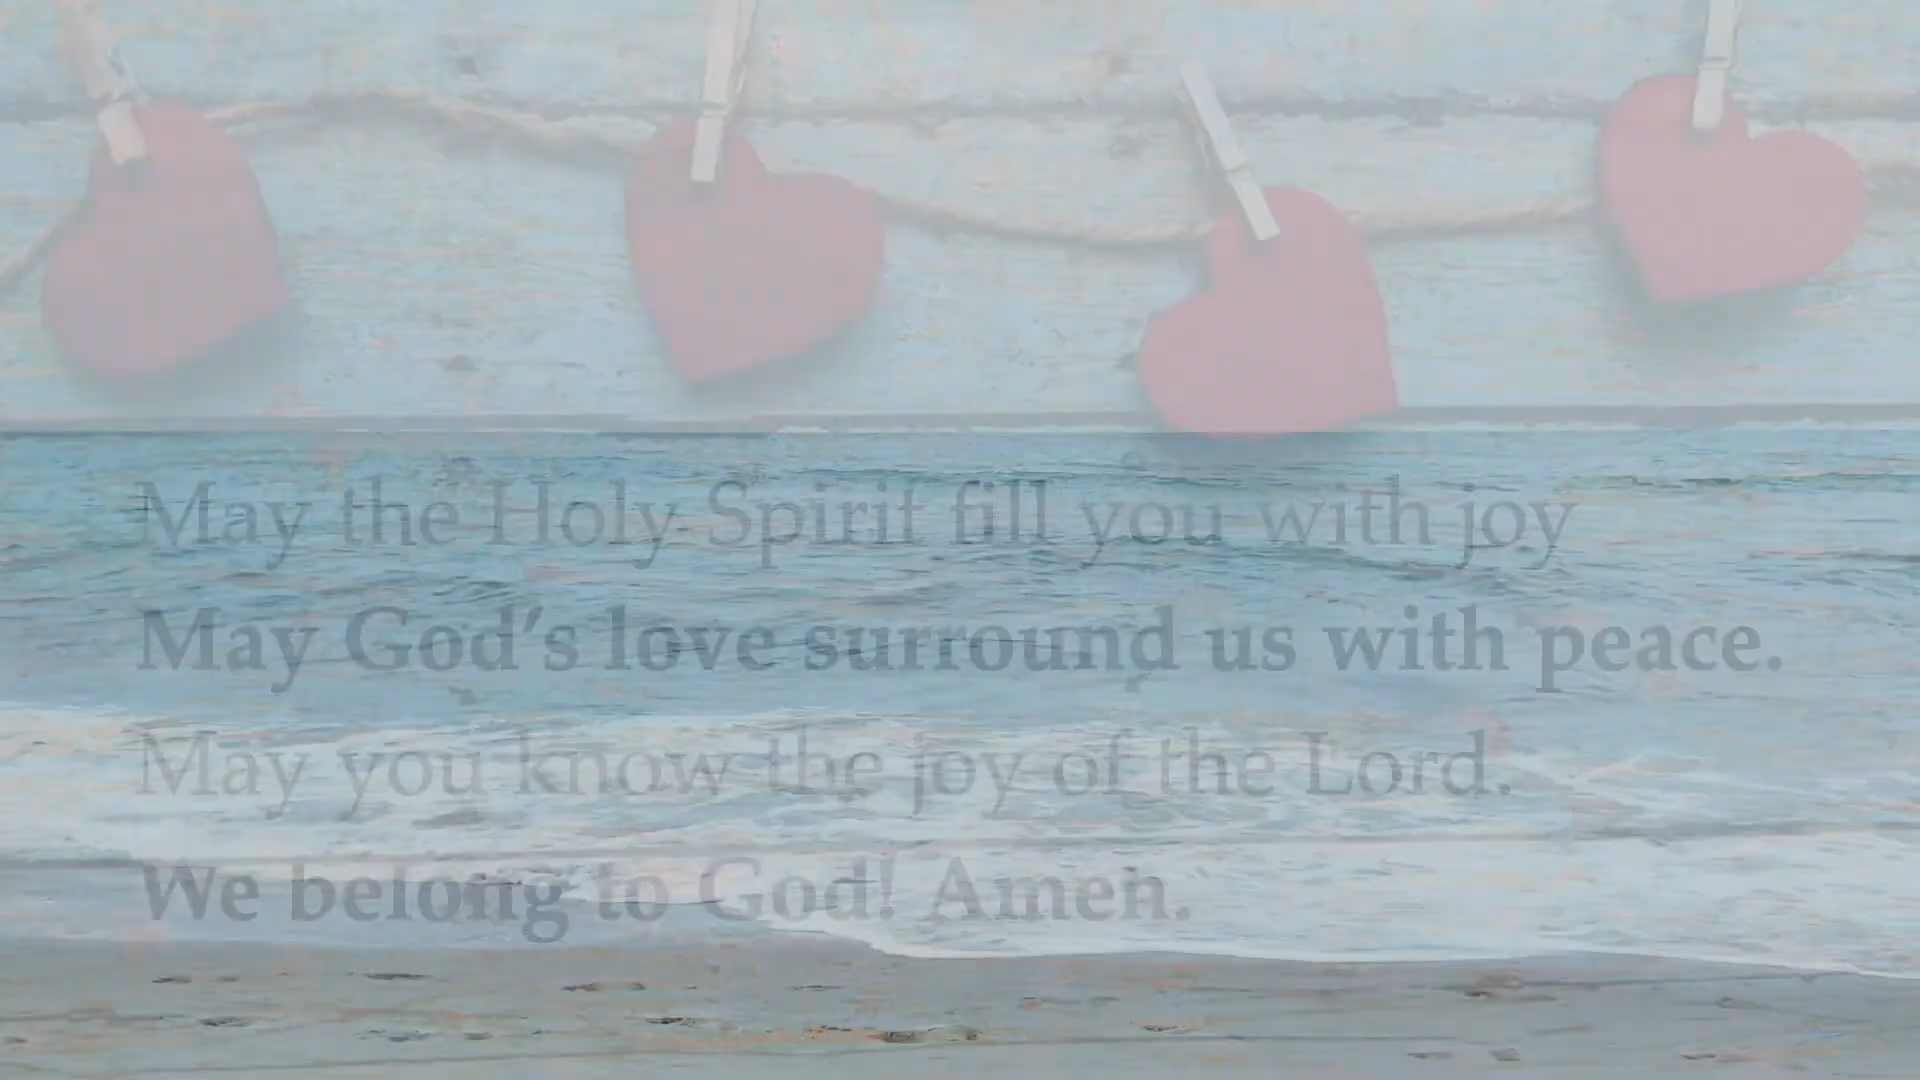 May the Holy Spirit fill you with joy
May God’s love surround us with peace.
May you know the joy of the Lord.
We belong to God! Amen.